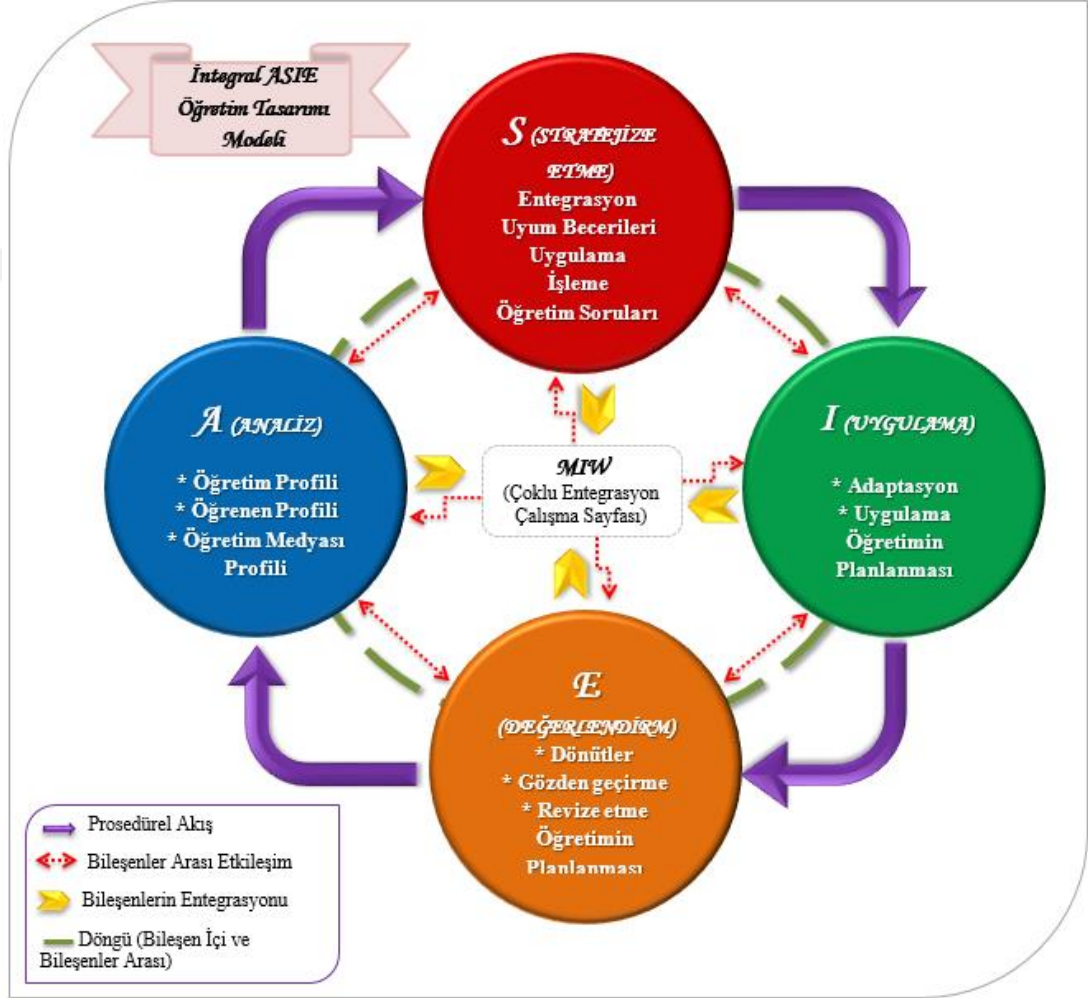 İntegral ASIE
Öğretim Tasarımı
Modeli
S (STRATEJİZE
ETME)
Entegrasyon
Uyum Becerileri
Uygulama
İşleme
Öğretim Soruları
A (ANALİZ)
* Öğretim Profili
* Öğrenen Profili
* Öğretim Medyası
Profili
MIW
(Çoklu Entegrasyon
Çalışma Sayfası)
I (UYGULAMA)
* Adaptasyon
* Uygulama
Öğretimin
Planlanması
E
(DEĞERLENDİRM)
* Dönütler
* Gözden geçirme
* Revize etme
Öğretimin
Planlanması
Prosedürel Akış
Bileşenler Arası Etkileşim
Bileşenlerin Entegrasyonu
Döngü (Bileşen İçi ve
Bileşenler Arası)